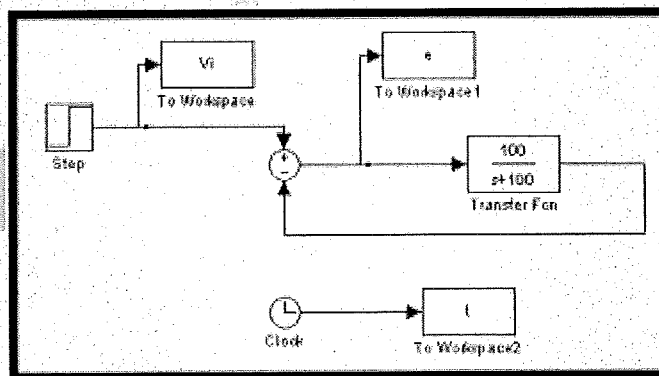 Vi
To Workspace
e
To Workspace1
Step
+
−
100
s+100
Transfer Fcn
Clock
t
To Workspace2